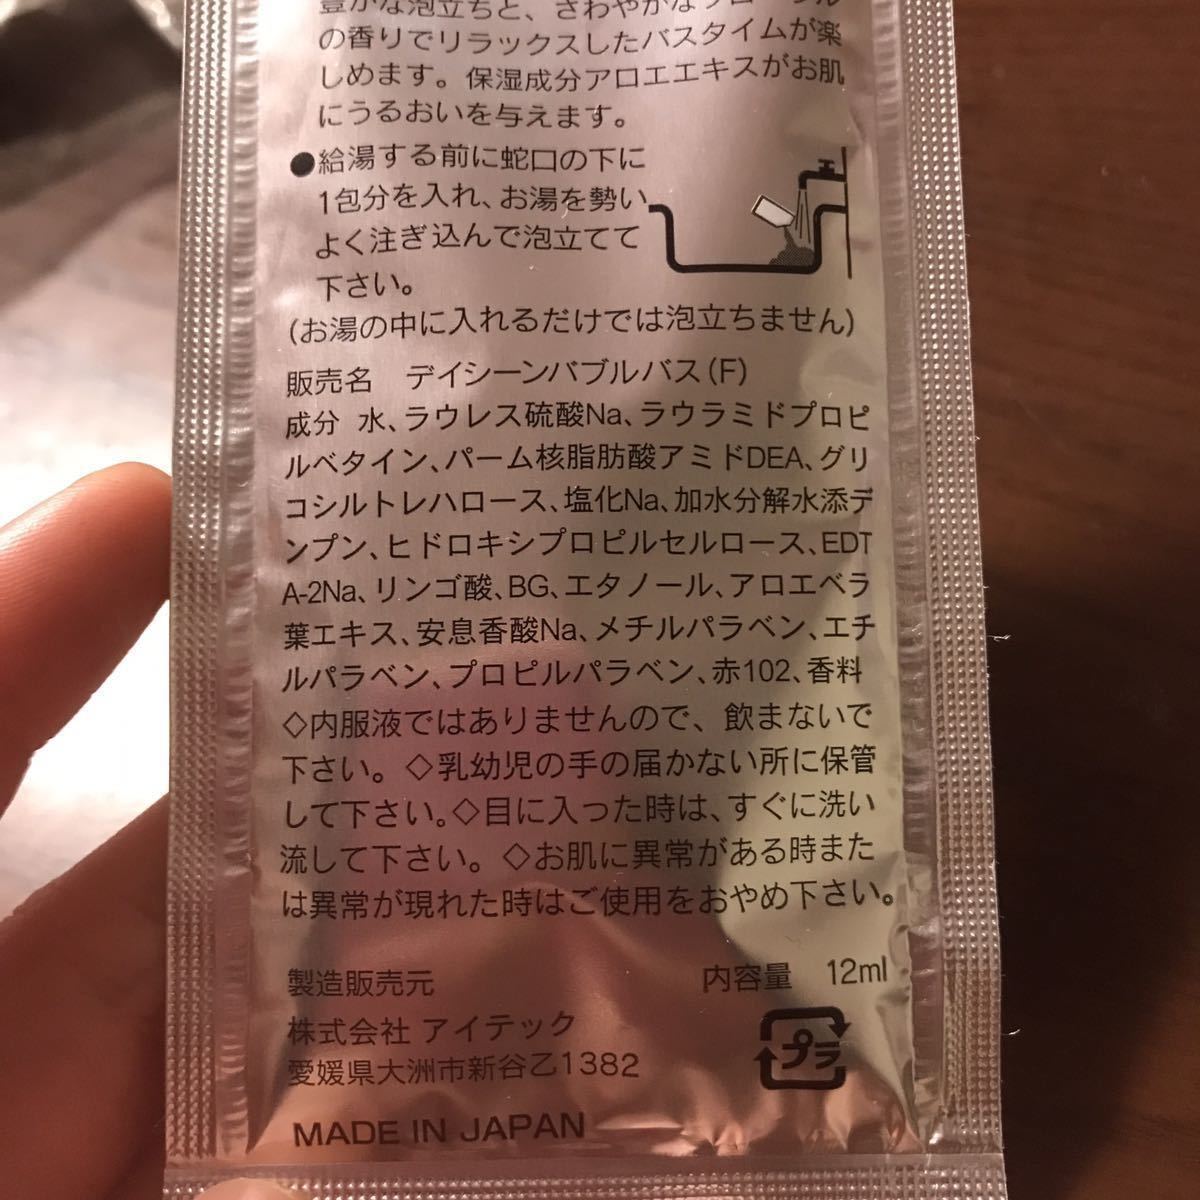 豊かな泡立ちと、さわやかなフローラル
の香りでリラックスしたバスタイムが楽
しめます。保湿成分アロエエキスがお肌
にうるおいを与えます。
●給湯する前に蛇口の下に
1包分を入れ、お湯を勢い
よく注ぎ込んで泡立てて
下さい。
(お湯の中に入れるだけでは泡立ちません)
販売名 デイシーンバブルバス(F)
成分 水、ラウレス硫酸Na、ラウラミドプロピ
ルベタイン、パーム核脂肪酸アミドDEA、グリ
コシルトレハロース、塩化Na、加水分解水添デ
ンプン、ヒドロキシプロピルセルロース、EDT
A-2Na、リンゴ酸、BG、エタノール、アロエベラ
葉エキス、安息香酸Na、メチルパラベン、エチ
ルパラベン、プロピルパラベン、赤102、香料
◇内服液ではありませんので、飲まないで
下さい。◇乳幼児の手の届かない所に保管
して下さい。◇目に入った時は、すぐに洗い
流して下さい。◇お肌に異常がある時また
は異常が現れた時はご使用をおやめ下さい。
製造販売元 内容量 12ml
株式会社 アイテック
愛媛県大洲市新谷乙1382
プラ
MADE IN JAPAN